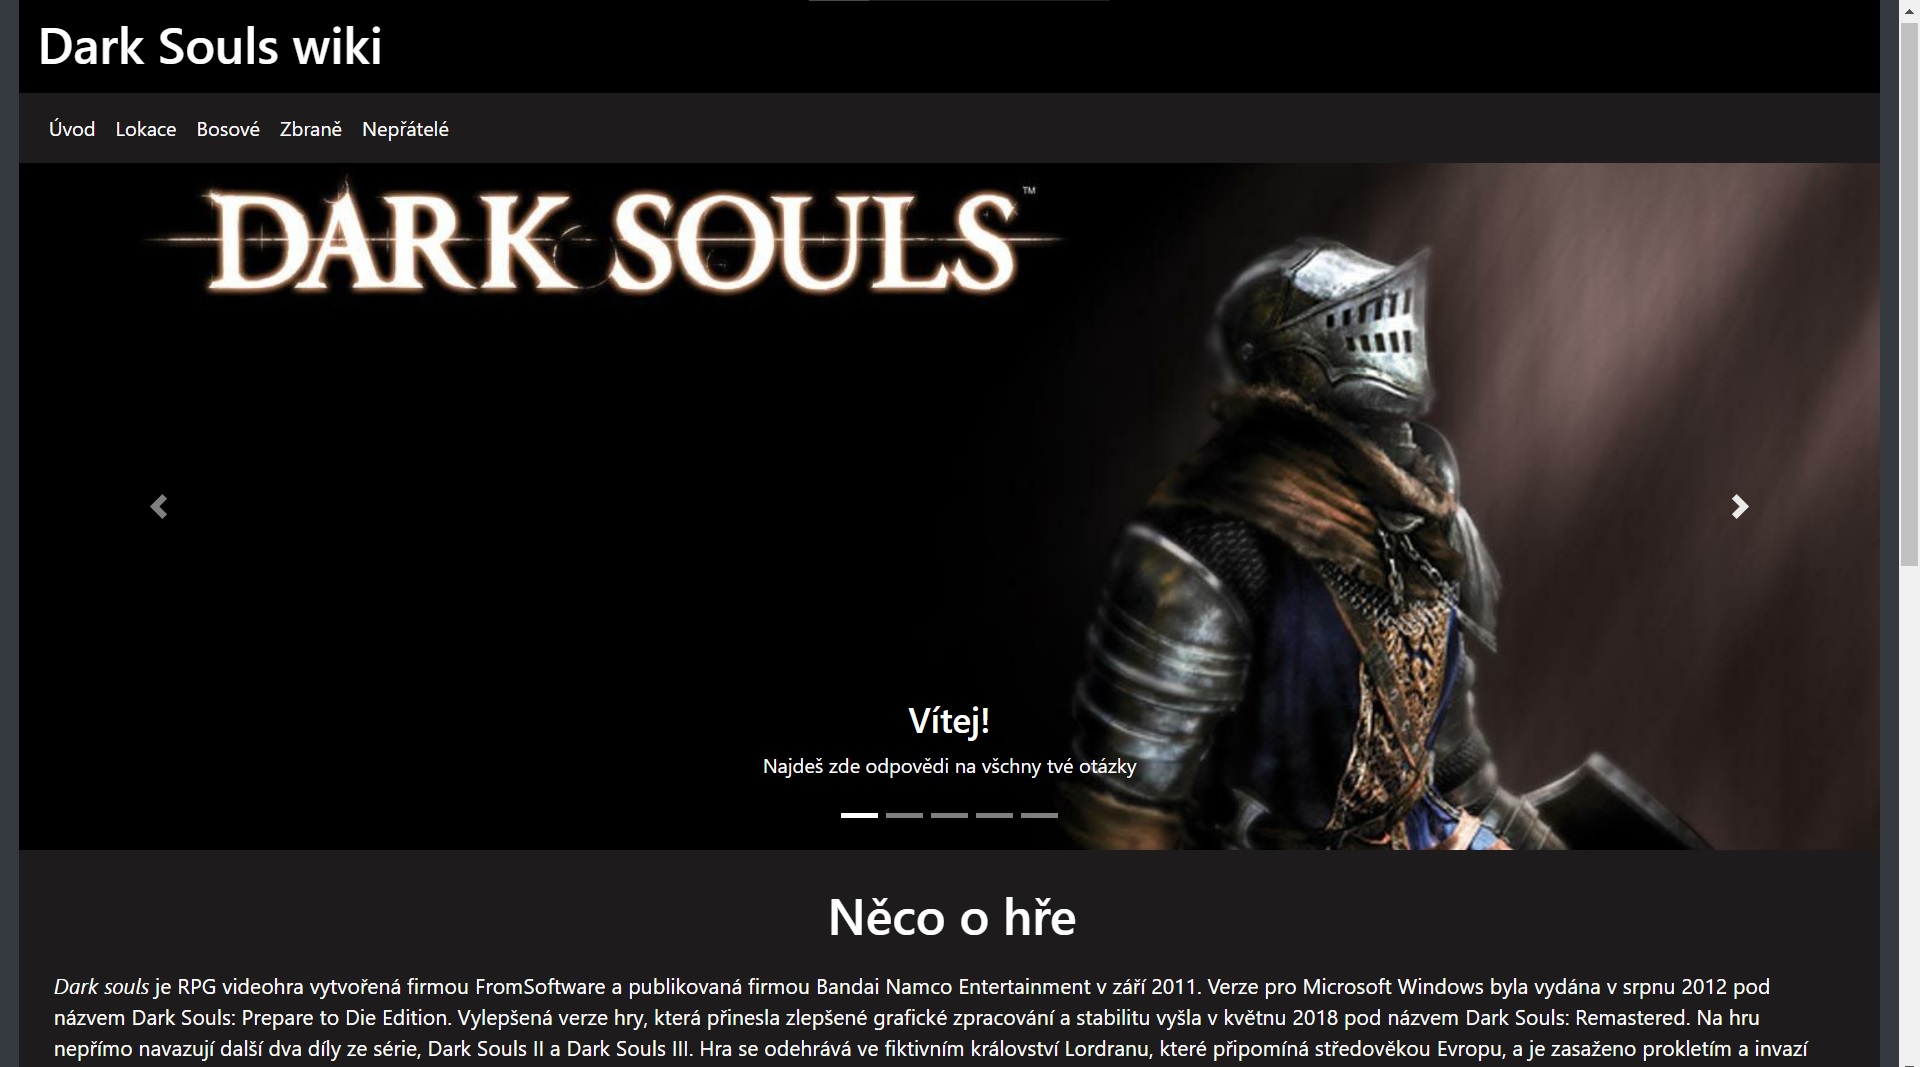 Dark Souls wiki
Úvod Lokace Bosové Zbraně Nepřátelé
DARK SOULS™
Vítej!
Najdeš zde odpovědi na všchny tvé otázky
Něco o hře
Dark souls je RPG videohra vytvořená firmou FromSoftware a publikovaná firmou Bandai Namco Entertainment v září 2011. Verze pro Microsoft Windows byla vydána v srpnu 2012 pod
názvem Dark Souls: Prepare to Die Edition. Vylepšená verze hry, která přinesla zlepšené grafické zpracování a stabilitu vyšla v květnu 2018 pod názvem Dark Souls: Remastered. Na hru
nepřímo navazují další dva díly ze série, Dark Souls II a Dark Souls III. Hra se odehrává ve fiktivním království Lordranu, které připomíná středověkou Evropu, a je zasaženo prokletím a invazí